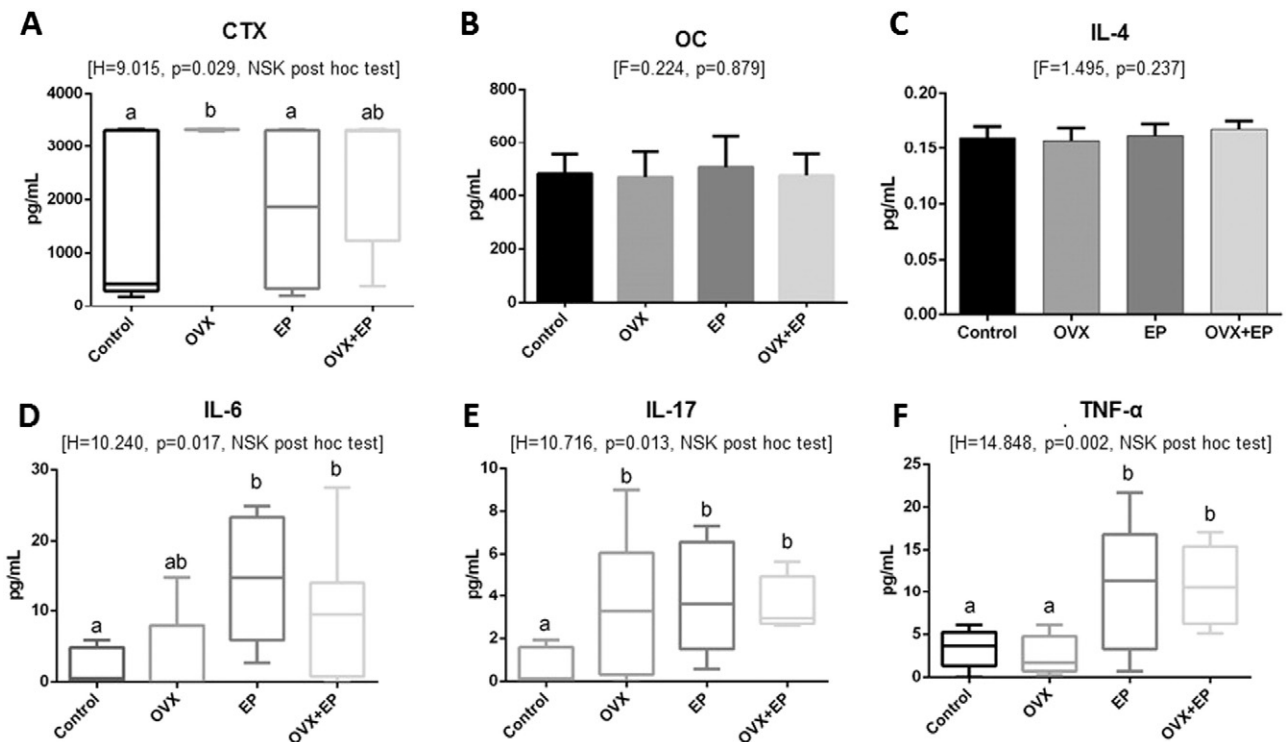 A
CTX
[H=9.015, p=0.029, NSK post hoc test]
4000
3000
2000
1000
0
pg/mL
a
b
a
ab
Control
OVX
EP
OVX+EP
B
OC
[F=0.224, p=0.879]
800
600
400
200
0
pg/mL
Control
OVX
EP
OVX+EP
C
IL-4
[F=1.495, p=0.237]
0.20
0.15
0.10
0.05
0.00
pg/mL
Control
OVX
EP
OVX+EP
D
IL-6
[H=10.240, p=0.017, NSK post hoc test]
30
20
10
0
pg/mL
a
ab
b
b
Control
OVX
EP
OVX+EP
E
IL-17
[H=10.716, p=0.013, NSK post hoc test]
10
8
6
4
2
0
pg/mL
a
b
b
b
Control
OVX
EP
OVX+EP
F
TNF-α
[H=14.848, p=0.002, NSK post hoc test]
25
20
15
10
5
0
pg/mL
a
a
b
b
Control
OVX
EP
OVX+EP